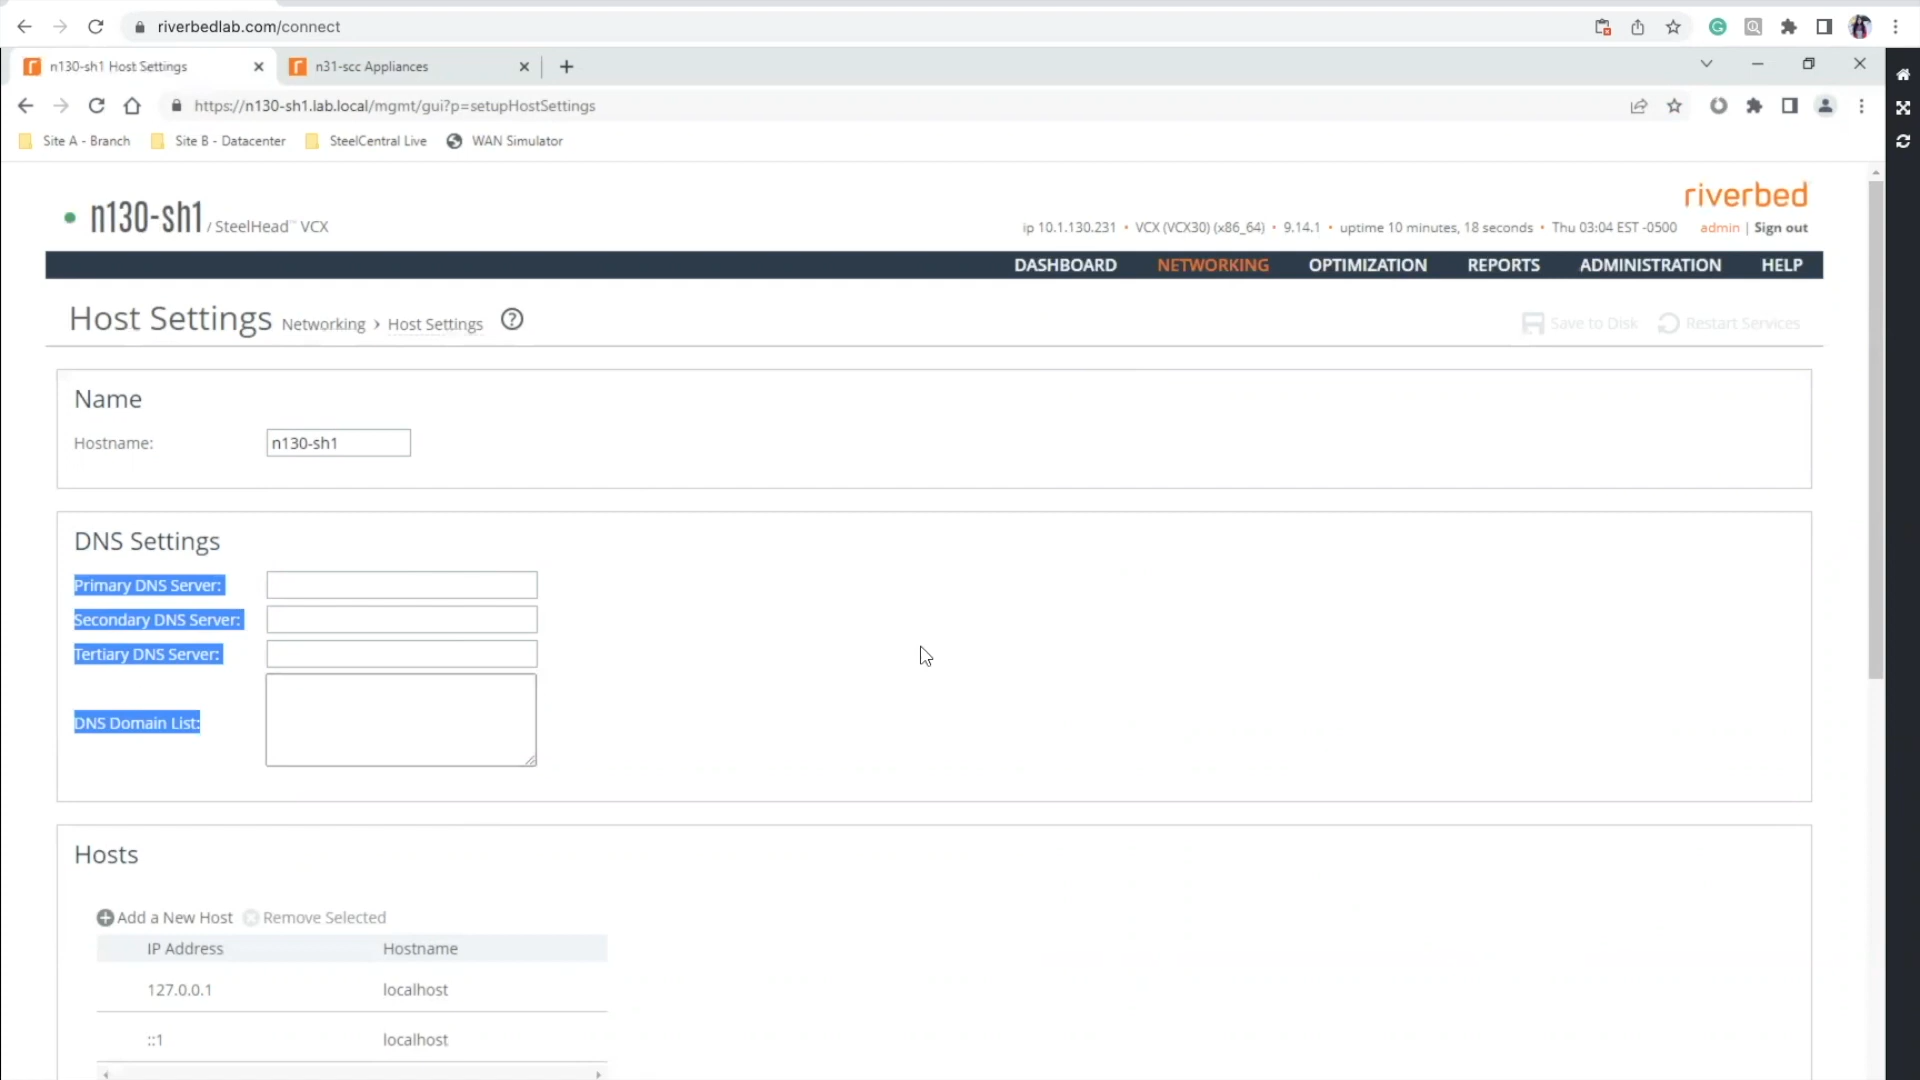 riverbedlab.com/connect
n130-sh1 Host Settings
n31-scc Appliances
https://n130-sh1.lab.local/mgmt/gui?p=setupHostSettings
Site A - Branch
Site B - Datacenter
SteelCentral Live
WAN Simulator
riverbed
n130-sh1 / SteelHead™ VCX
ip 10.1.130.231 • VCX (VCX30) (x86_64) • 9.14.1 • uptime 10 minutes, 18 seconds • Thu 03:04 EST -0500 admin | Sign out
DASHBOARD NETWORKING OPTIMIZATION REPORTS ADMINISTRATION HELP
Host Settings Networking › Host Settings ?
Save to Disk Restart Services
Name
Hostname: n130-sh1
DNS Settings
Primary DNS Server:
Secondary DNS Server:
Tertiary DNS Server:
DNS Domain List:
Hosts
Add a New Host Remove Selected
IP Address Hostname
127.0.0.1 localhost
::1 localhost